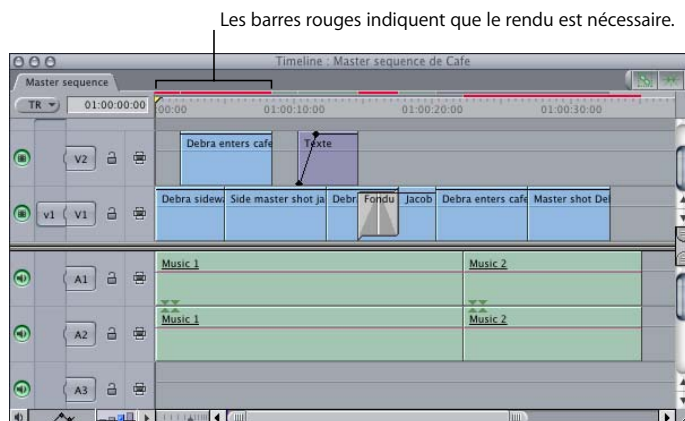 Les barres rouges indiquent que le rendu est nécessaire.
Timeline : Master sequence de Cafe
Master sequence
TR 01:00:00:00 00:00 01:00:10:00 01:00:20:00 01:00:30:00
V2 Debra enters cafe Texte
v1 V1 Debra sidew Side master shot ja Debr Fondu Jacob Debra enters cafe Master shot Del
A1 Music 1 Music 2
A2 Music 1 Music 2
A3